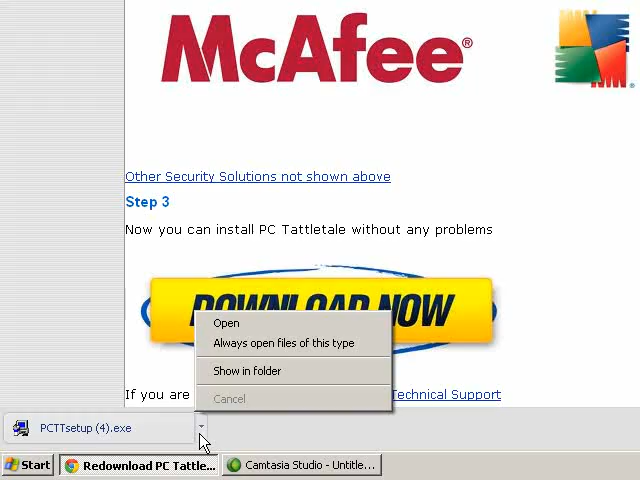 McAfee®
Other Security Solutions not shown above
Step 3
Now you can install PC Tattletale without any problems
DOWNLOAD NOW
Open
Always open files of this type
Show in folder
Cancel
If you are
Technical Support
PCTTsetup (4).exe
Start
Redownload PC Tattle...
Camtasia Studio - Untitle...